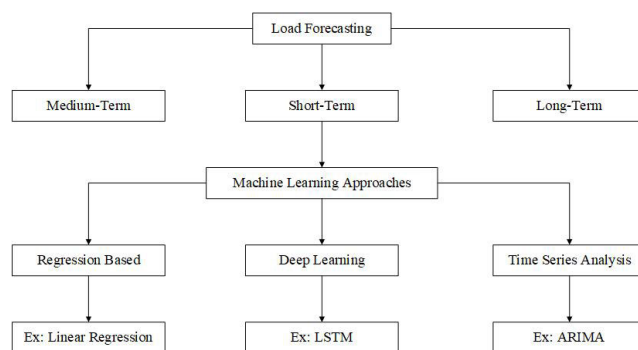 Load Forecasting
Medium-Term
Short-Term
Long-Term
Machine Learning Approaches
Regression Based
Deep Learning
Time Series Analysis
Ex: Linear Regression
Ex: LSTM
Ex: ARIMA